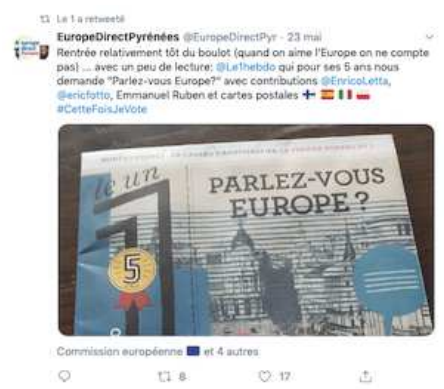 Le 1 a retweeté
EuropeDirectPyrénées @EuropeDirectPyr · 23 mai
Rentrée relativement tôt du boulot (quand on aime l'Europe on ne compte
pas) ... avec un peu de lecture; @Le1hebdo qui pour ses 5 ans nous
demande "Parlez-vous Europe?" avec contributions @EnricoLetta,
@ericfotto, Emmanuel Ruben et cartes postales 🇫🇮 🇪🇸 🇮🇹 🇵🇱
#CetteFoisJeVote
le un
1
PARLEZ-VOUS
EUROPE ?
5
Commission européenne 🇪🇺 et 4 autres
8 17